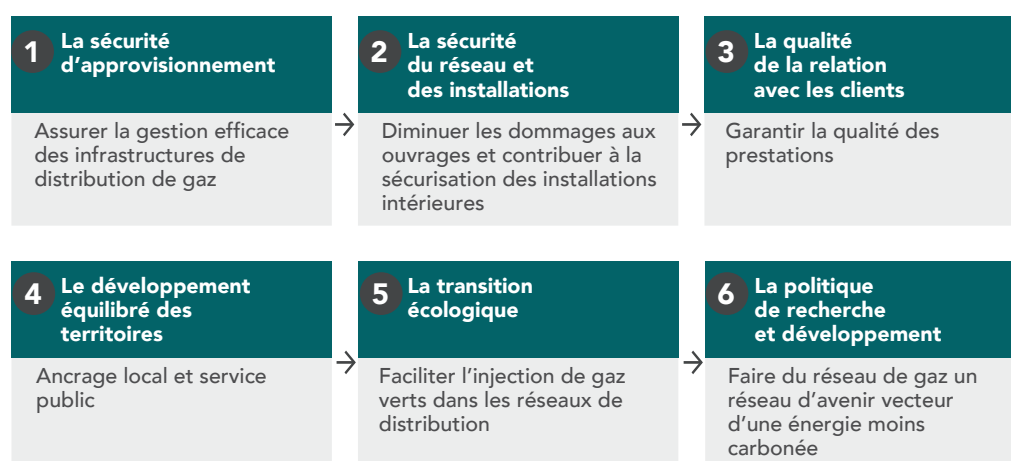 1
La sécurité
d'approvisionnement
Assurer la gestion efficace
des infrastructures de
distribution de gaz
2
La sécurité
du réseau et
des installations
Diminuer les dommages aux
ouvrages et contribuer à la
sécurisation des installations
intérieures
3
La qualité
de la relation
avec les clients
Garantir la qualité des
prestations
4
Le développement
équilibré des
territoires
Ancrage local et service
public
5
La transition
écologique
Faciliter l'injection de gaz
verts dans les réseaux de
distribution
6
La politique
de recherche
et développement
Faire du réseau de gaz un
réseau d'avenir vecteur
d'une énergie moins
carbonée